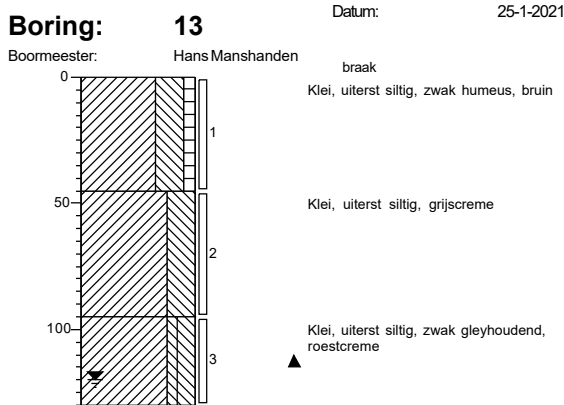 Boring: 13
Datum: 25-1-2021
Boormeester: Hans Manshanden
braak
0
Klei, uiterst siltig, zwak humeus, bruin
1
50
Klei, uiterst siltig, grijscreme
2
100
Klei, uiterst siltig, zwak gleyhoudend,
roestcreme
3